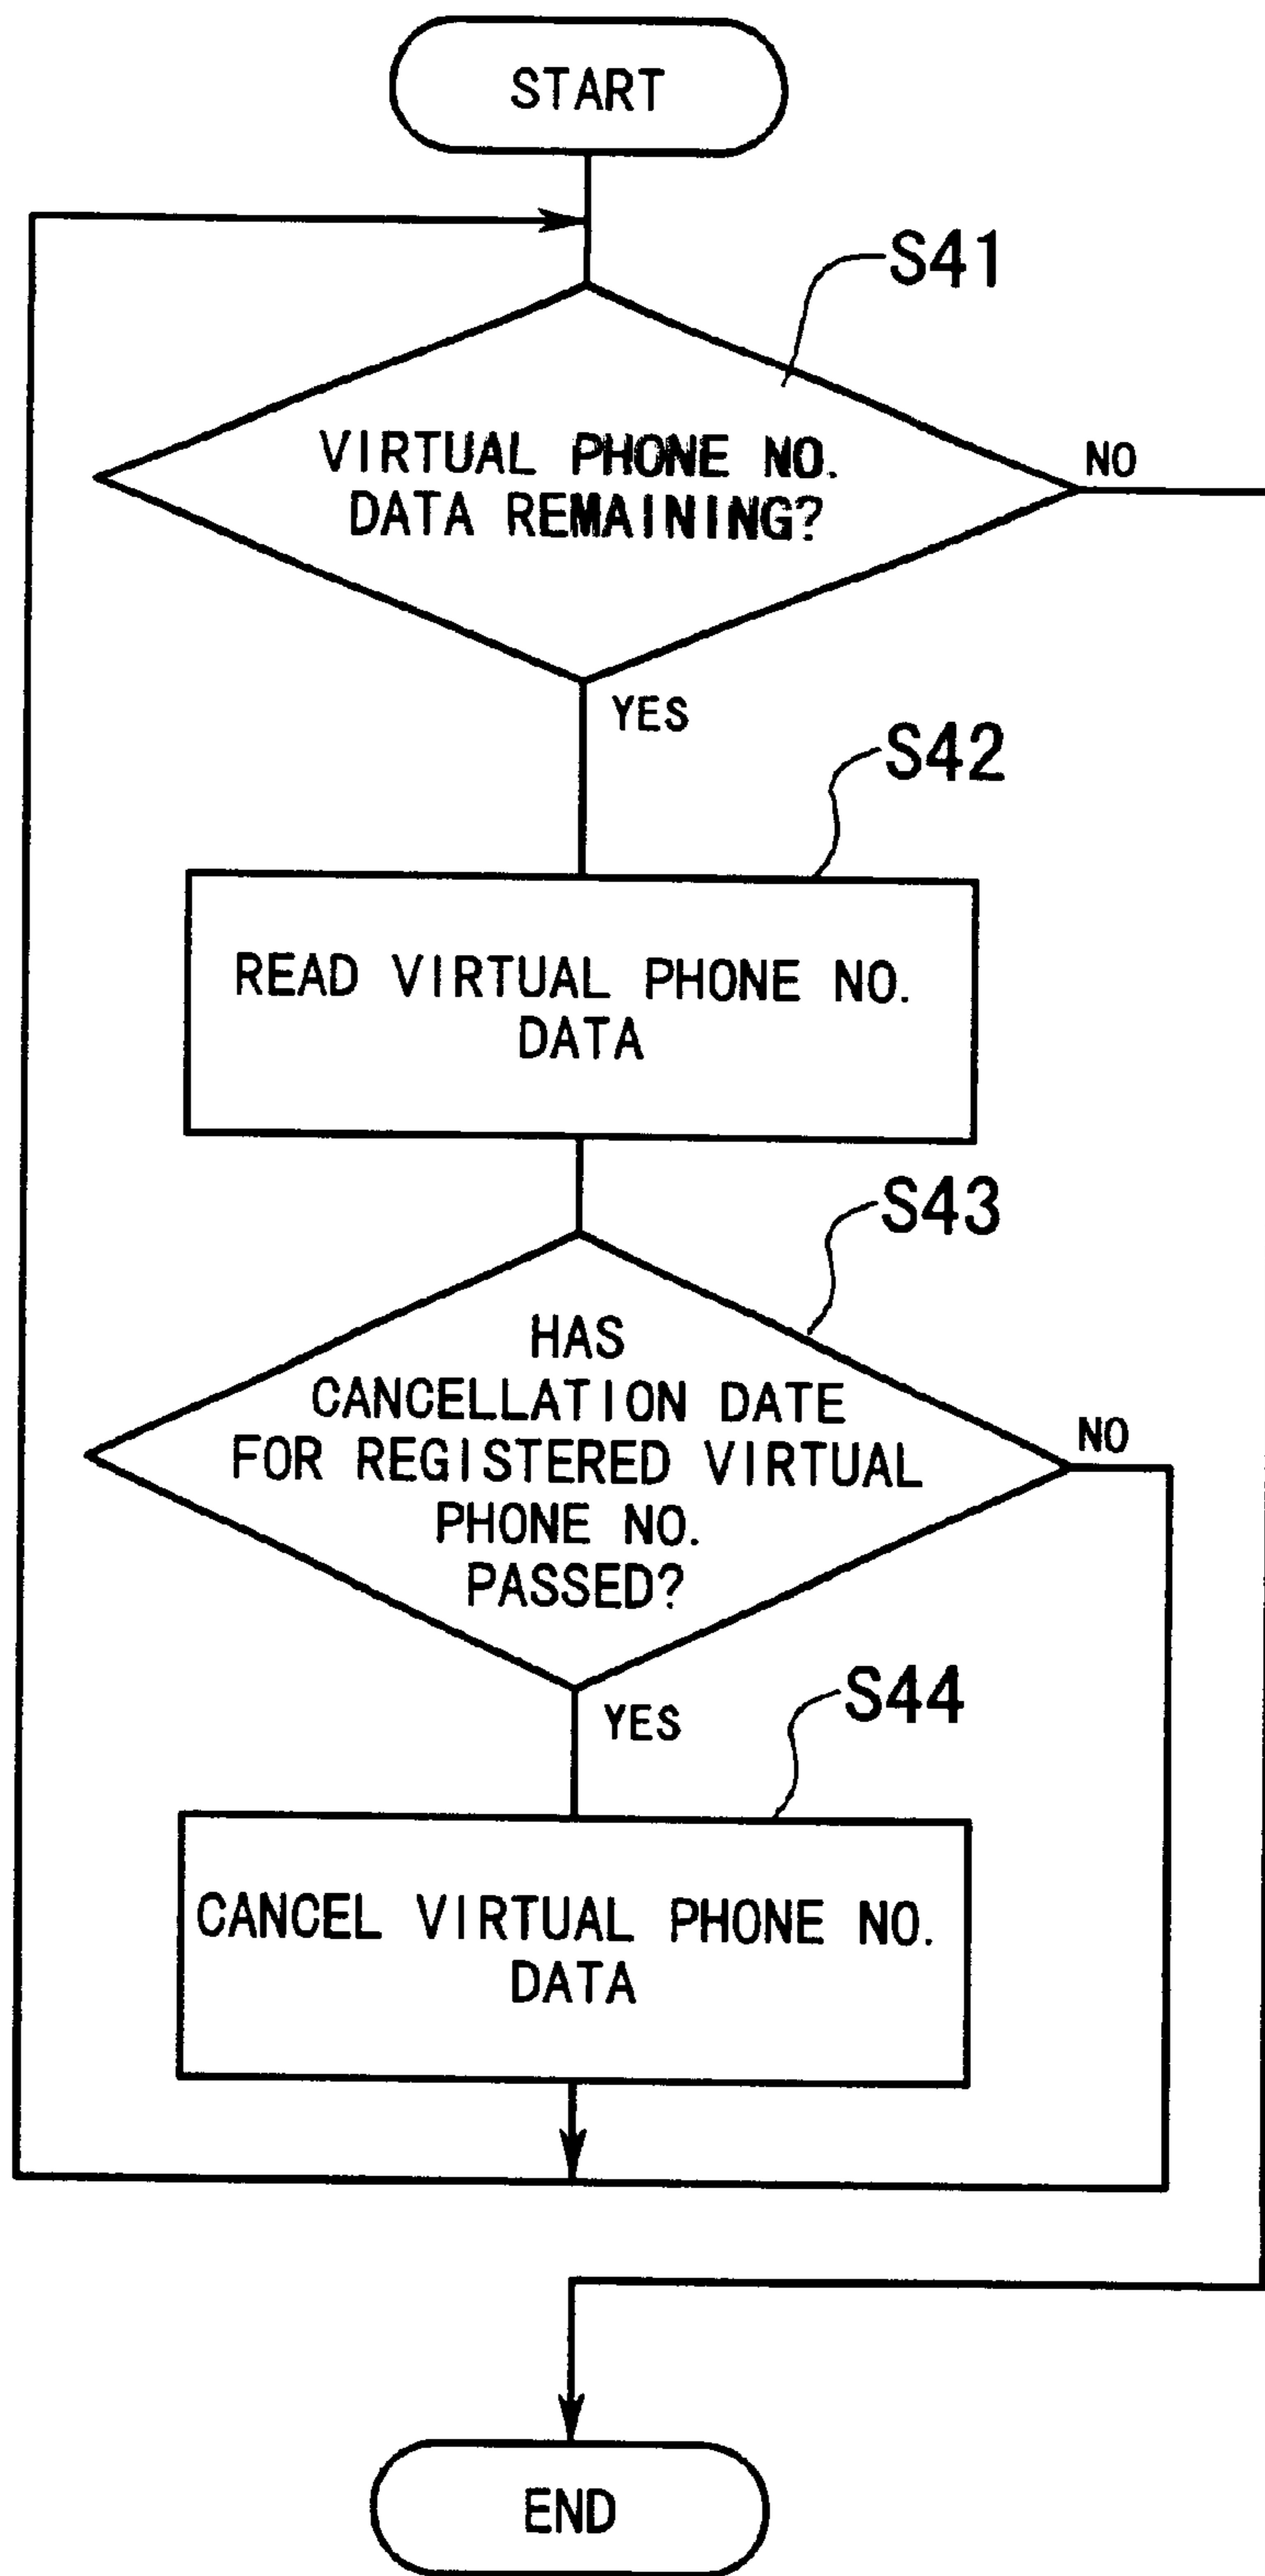 START
S41
VIRTUAL PHONE NO.
DATA REMAINING?
NO
YES
S42
READ VIRTUAL PHONE NO.
DATA
S43
HAS
CANCELLATION DATE
FOR REGISTERED VIRTUAL
PHONE NO.
PASSED?
NO
YES
S44
CANCEL VIRTUAL PHONE NO.
DATA
END